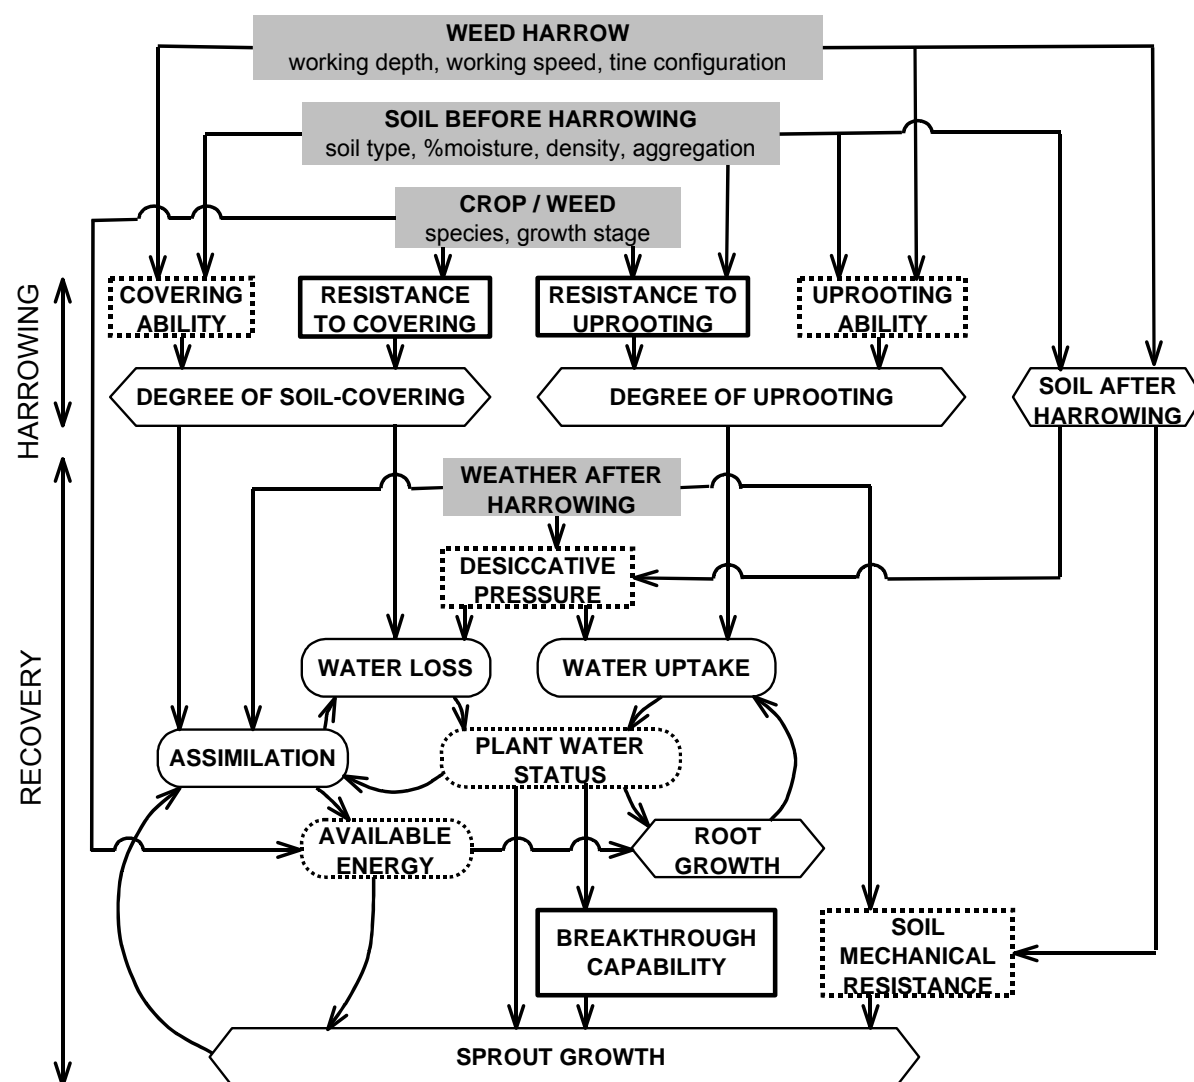 WEED HARROW
working depth, working speed, tine configuration
SOIL BEFORE HARROWING
soil type, %moisture, density, aggregation
CROP / WEED
species, growth stage
HARROWING
COVERING
ABILITY
RESISTANCE
TO COVERING
RESISTANCE TO
UPROOTING
UPROOTING
ABILITY
DEGREE OF SOIL-COVERING
DEGREE OF UPROOTING
SOIL AFTER
HARROWING
RECOVERY
WEATHER AFTER
HARROWING
DESICCATIVE
PRESSURE
WATER LOSS
WATER UPTAKE
ASSIMILATION
PLANT WATER
STATUS
AVAILABLE
ENERGY
ROOT
GROWTH
BREAKTHROUGH
CAPABILITY
SOIL
MECHANICAL
RESISTANCE
SPROUT GROWTH